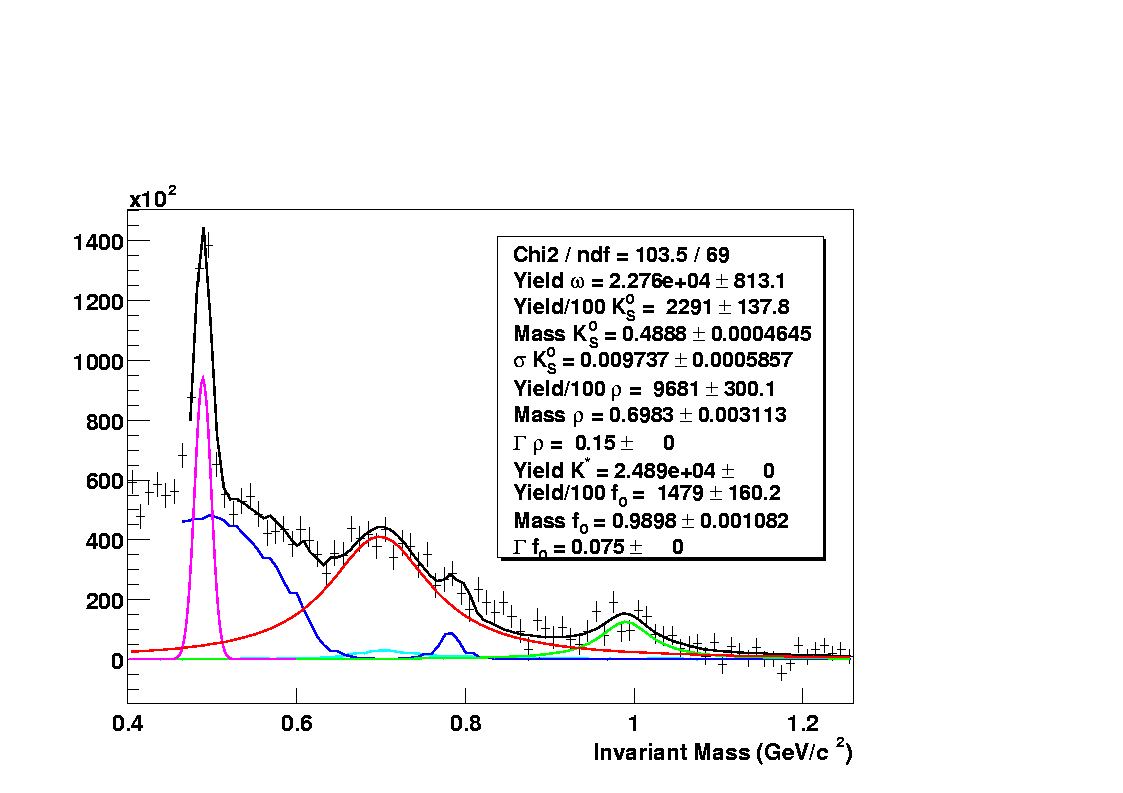 x10²
1400
1200
1000
800
600
400
200
0
Chi2 / ndf = 103.5 / 69
Yield ω = 2.276e+04 ± 813.1
Yield/100 K⁰_S = 2291 ± 137.8
Mass K⁰_S = 0.4888 ± 0.0004645
σ K⁰_S = 0.009737 ± 0.0005857
Yield/100 ρ = 9681 ± 300.1
Mass ρ = 0.6983 ± 0.003113
Γ ρ = 0.15 ± 0
Yield K* = 2.489e+04 ± 0
Yield/100 f₀ = 1479 ± 160.2
Mass f₀ = 0.9898 ± 0.001082
Γ f₀ = 0.075 ± 0
0.4 0.6 0.8 1 1.2
Invariant Mass (GeV/c²)